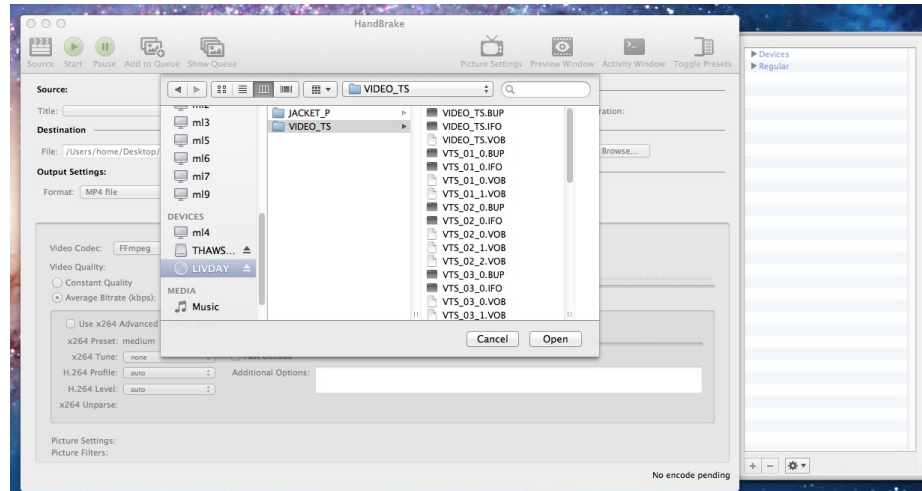 HandBrake
Source Start Pause Add to Queue Show Queue Picture Settings Preview Window Activity Window Toggle Presets
Source:
VIDEO_TS
Title:
ration:
Destination
File: /Users/home/Desktop/
Browse...
Output Settings:
Format: MP4 file
ml3
ml5
ml6
ml7
ml9
DEVICES
ml4
THAWS...
LIVDAY
MEDIA
Music
JACKET_P
VIDEO_TS
VIDEO_TS.BUP
VIDEO_TS.IFO
VIDEO_TS.VOB
VTS_01_0.BUP
VTS_01_0.IFO
VTS_01_0.VOB
VTS_01_1.VOB
VTS_02_0.BUP
VTS_02_0.IFO
VTS_02_0.VOB
VTS_02_1.VOB
VTS_02_2.VOB
VTS_03_0.BUP
VTS_03_0.IFO
VTS_03_0.VOB
VTS_03_1.VOB
Cancel Open
Video Codec: FFmpeg
Video Quality:
Constant Quality
Average Bitrate (kbps):
Use x264 Advanced
x264 Preset: medium
x264 Tune: none
H.264 Profile: auto
Additional Options:
H.264 Level: auto
x264 Unparse:
Picture Settings:
Picture Filters:
No encode pending
Devices
Regular